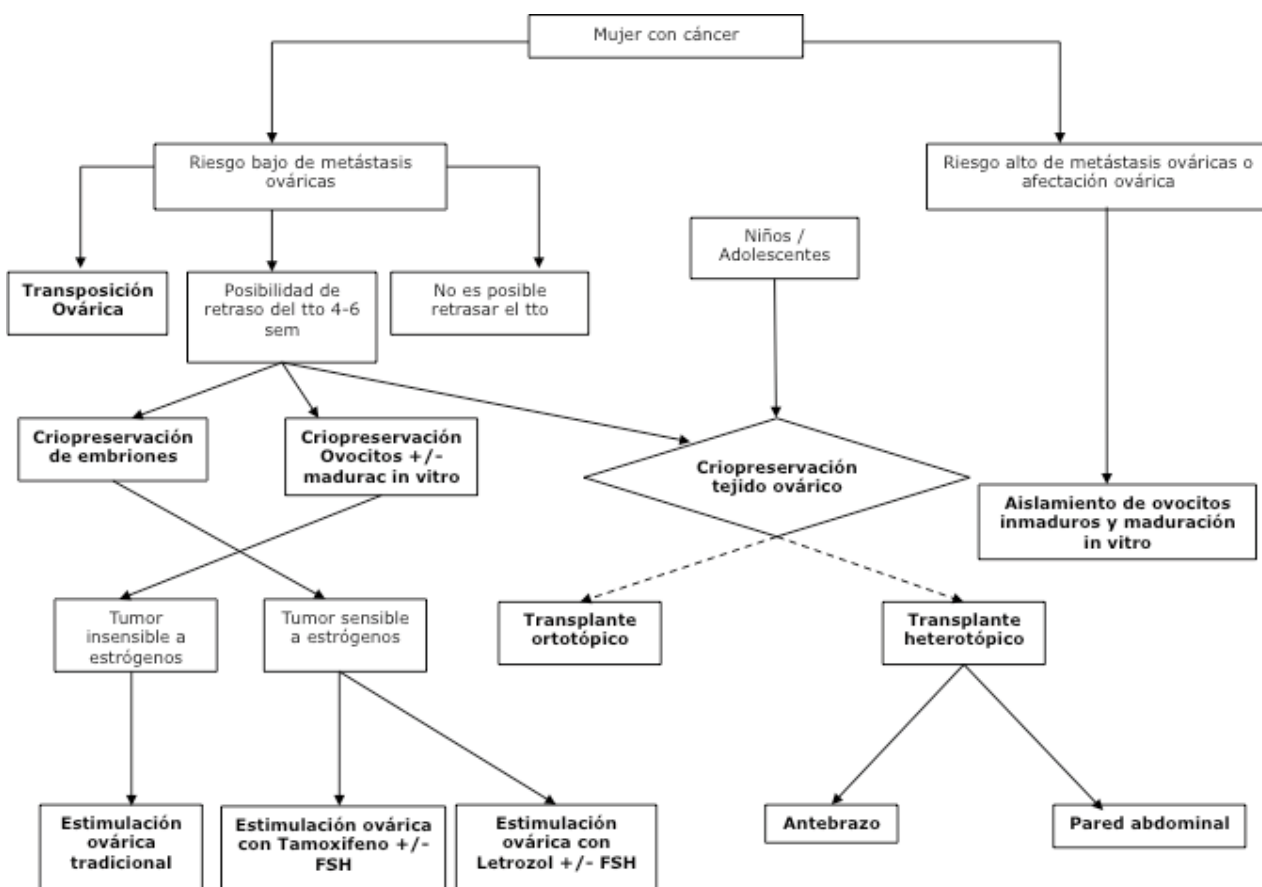 Mujer con cáncer
Riesgo bajo de metástasis
ováricas
Riesgo alto de metástasis ováricas o
afectación ovárica
Niños /
Adolescentes
Transposición
Ovárica
Posibilidad de
retraso del tto 4-6
sem
No es posible
retrasar el tto
Criopreservación
de embriones
Criopreservación
Ovocitos +/-
madurac in vitro
Criopreservación
tejido ovárico
Aislamiento de ovocitos
inmaduros y maduración
in vitro
Tumor
insensible a
estrógenos
Tumor sensible
a estrógenos
Transplante
ortotópico
Transplante
heterotópico
Estimulación
ovárica
tradicional
Estimulación ovárica
con Tamoxifeno +/-
FSH
Estimulación
ovárica con
Letrozol +/- FSH
Antebrazo
Pared abdominal